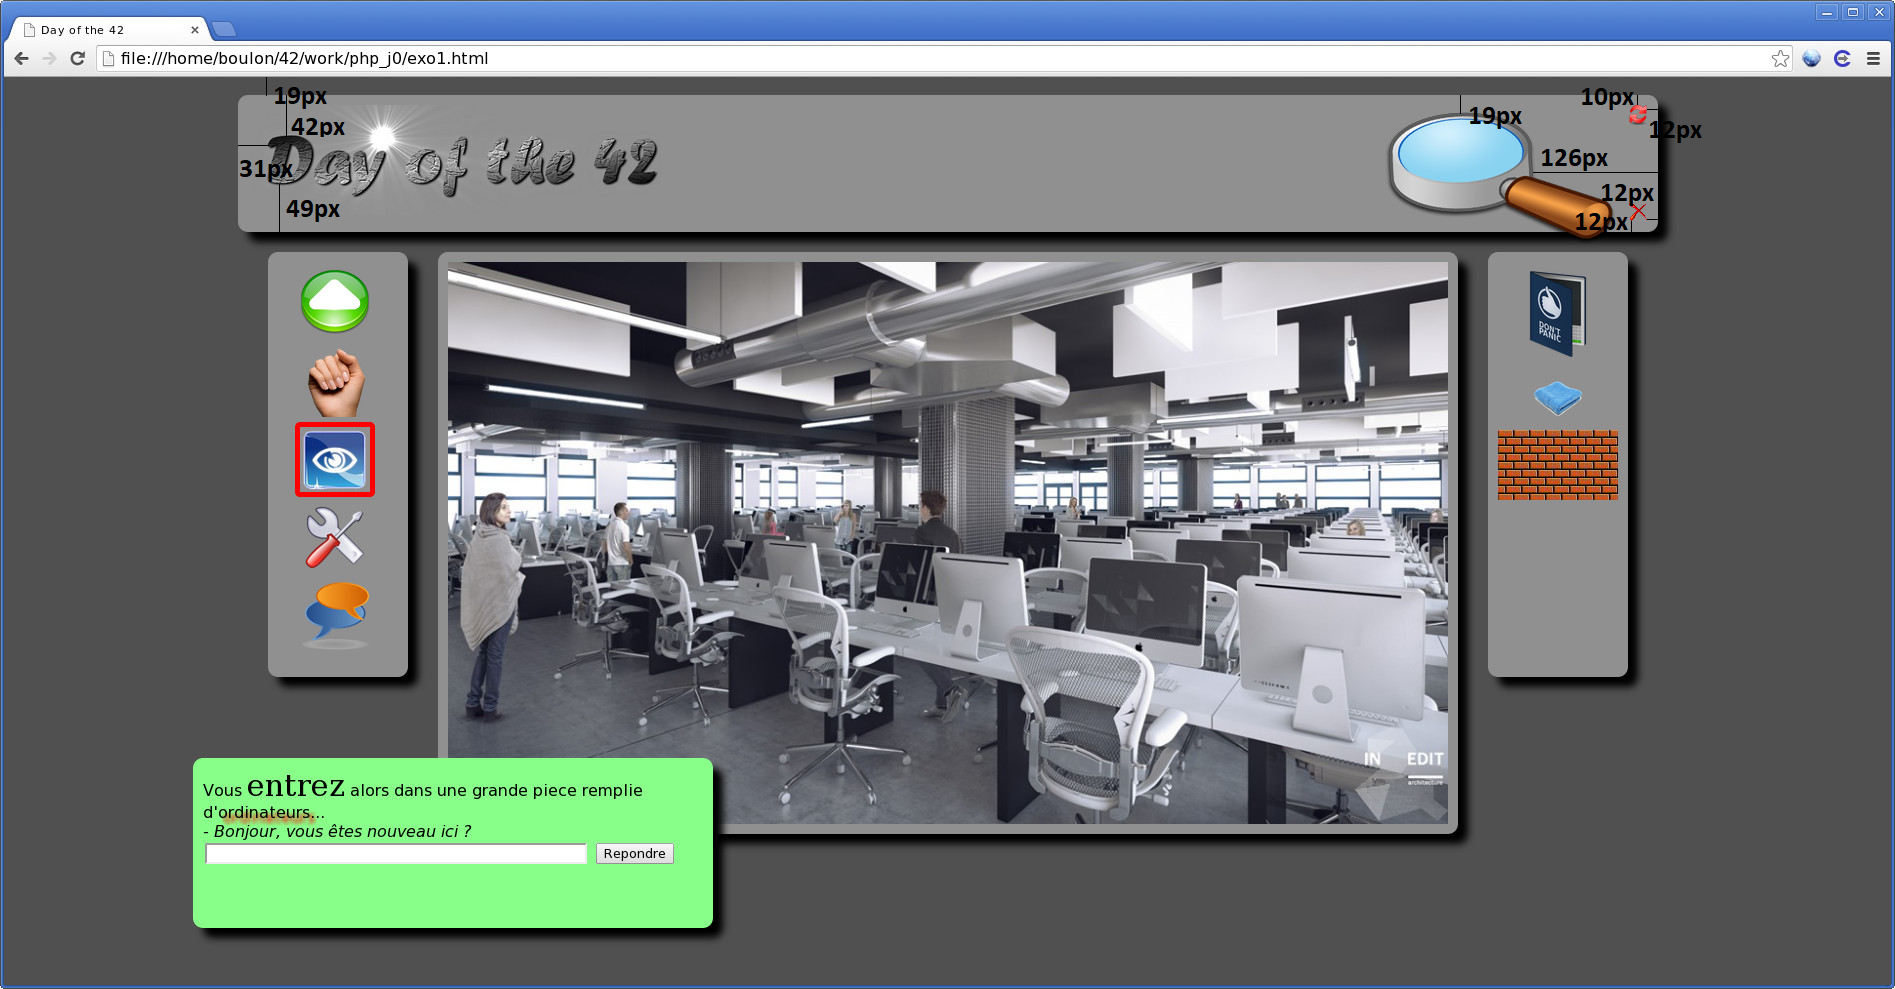 Day of the 42
file:///home/boulon/42/work/php_j0/exo1.html
19px
10px
42px
19px
12px
Day of the 42
126px
31px
12px
49px
12px
DON'T
PANIC
IN EDIT
architecture
Vous entrez alors dans une grande piece remplie
d'ordinateurs...
- Bonjour, vous êtes nouveau ici ?
Repondre